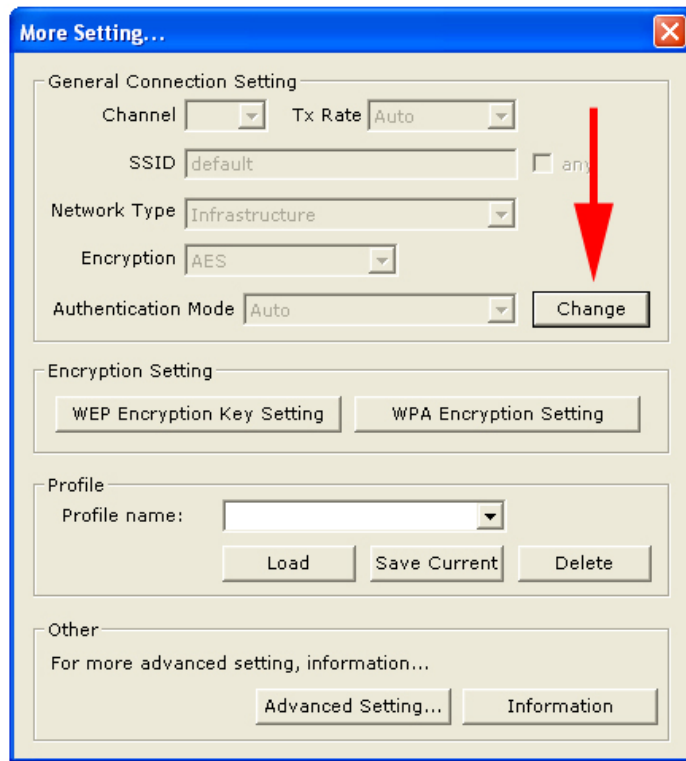 More Setting...
General Connection Setting
Channel Tx Rate Auto
SSID default any
Network Type Infrastructure
Encryption AES
Authentication Mode Auto Change
Encryption Setting
WEP Encryption Key Setting WPA Encryption Setting
Profile
Profile name:
Load Save Current Delete
Other
For more advanced setting, information...
Advanced Setting... Information